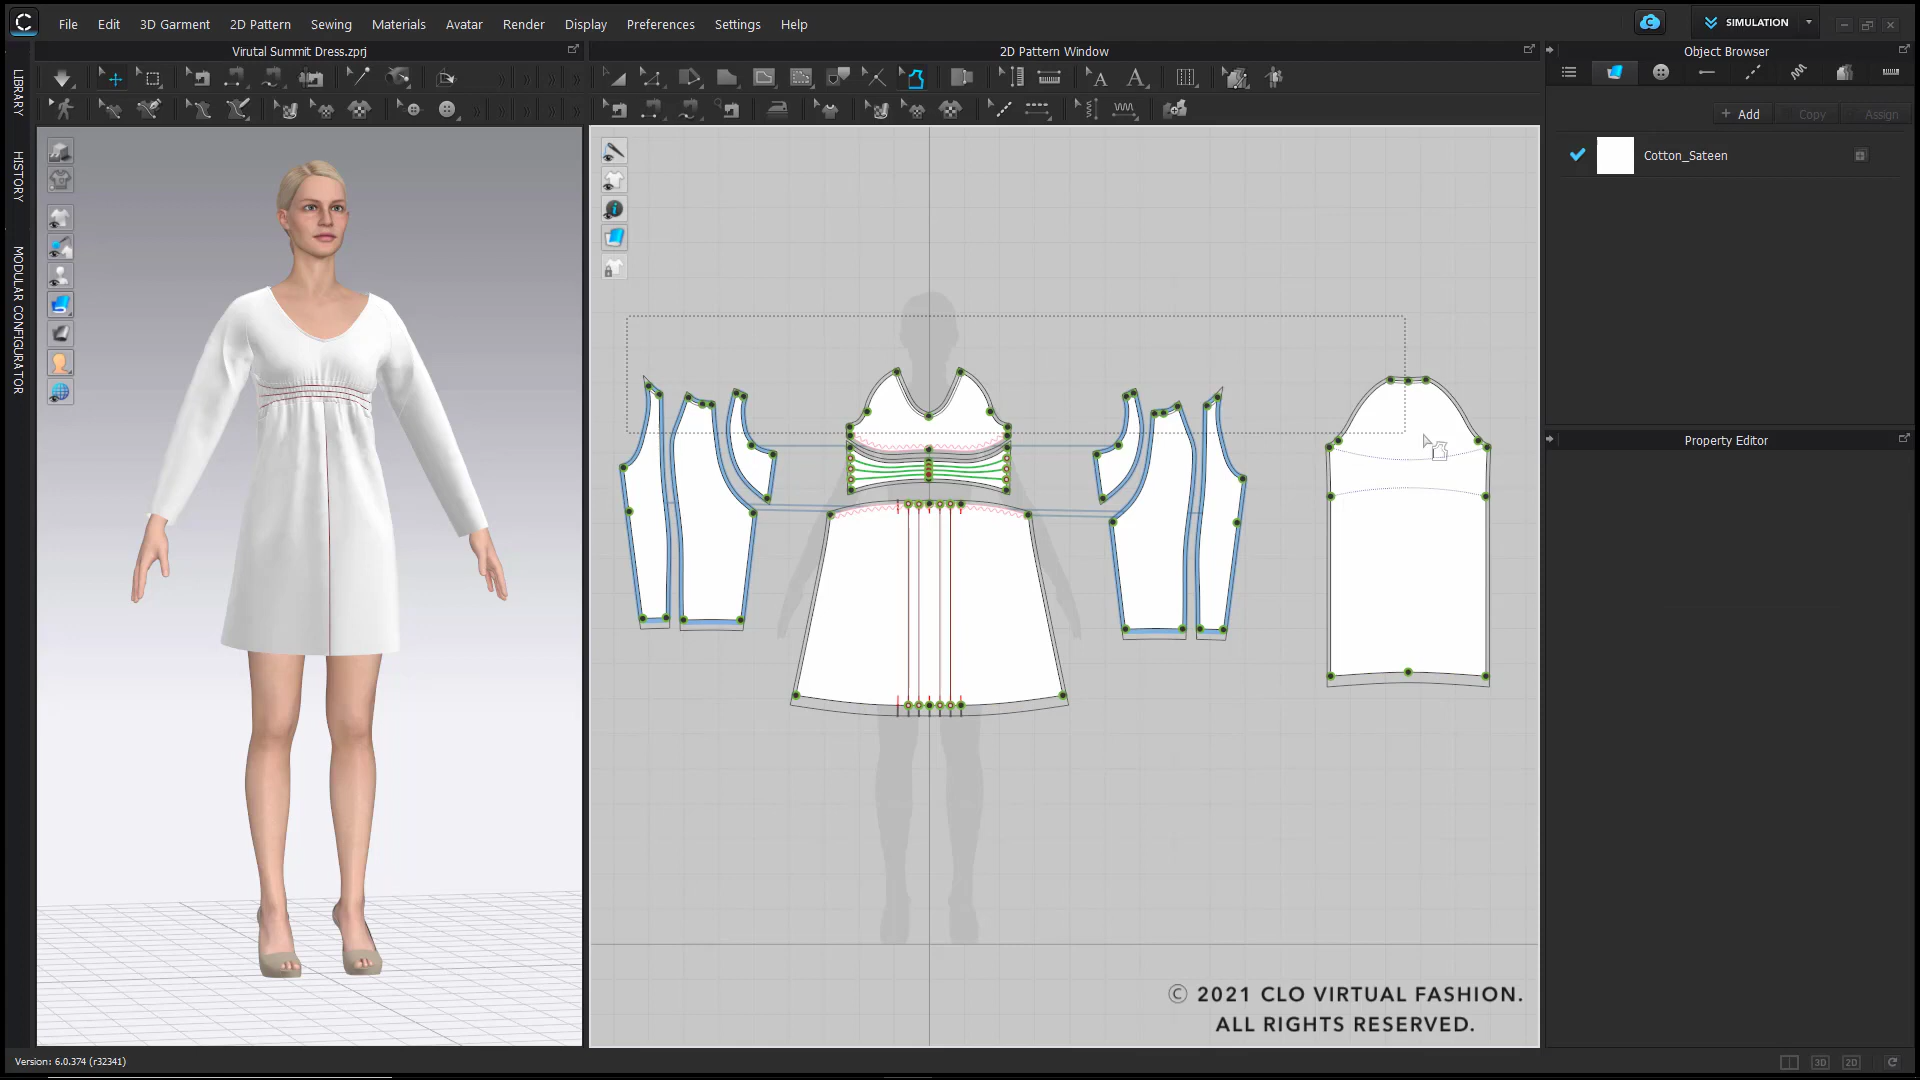 File Edit 3D Garment 2D Pattern Sewing Materials Avatar Render Display Preferences Settings Help
SIMULATION
Virutal Summit Dress.zprj
2D Pattern Window
Object Browser
LIBRARY
HISTORY
MODULAR CONFIGURATOR
+ Add
Copy
Assign
Cotton_Sateen
Property Editor
© 2021 CLO VIRTUAL FASHION.
ALL RIGHTS RESERVED.
Version: 6.0.374 (r32341)
3D
2D